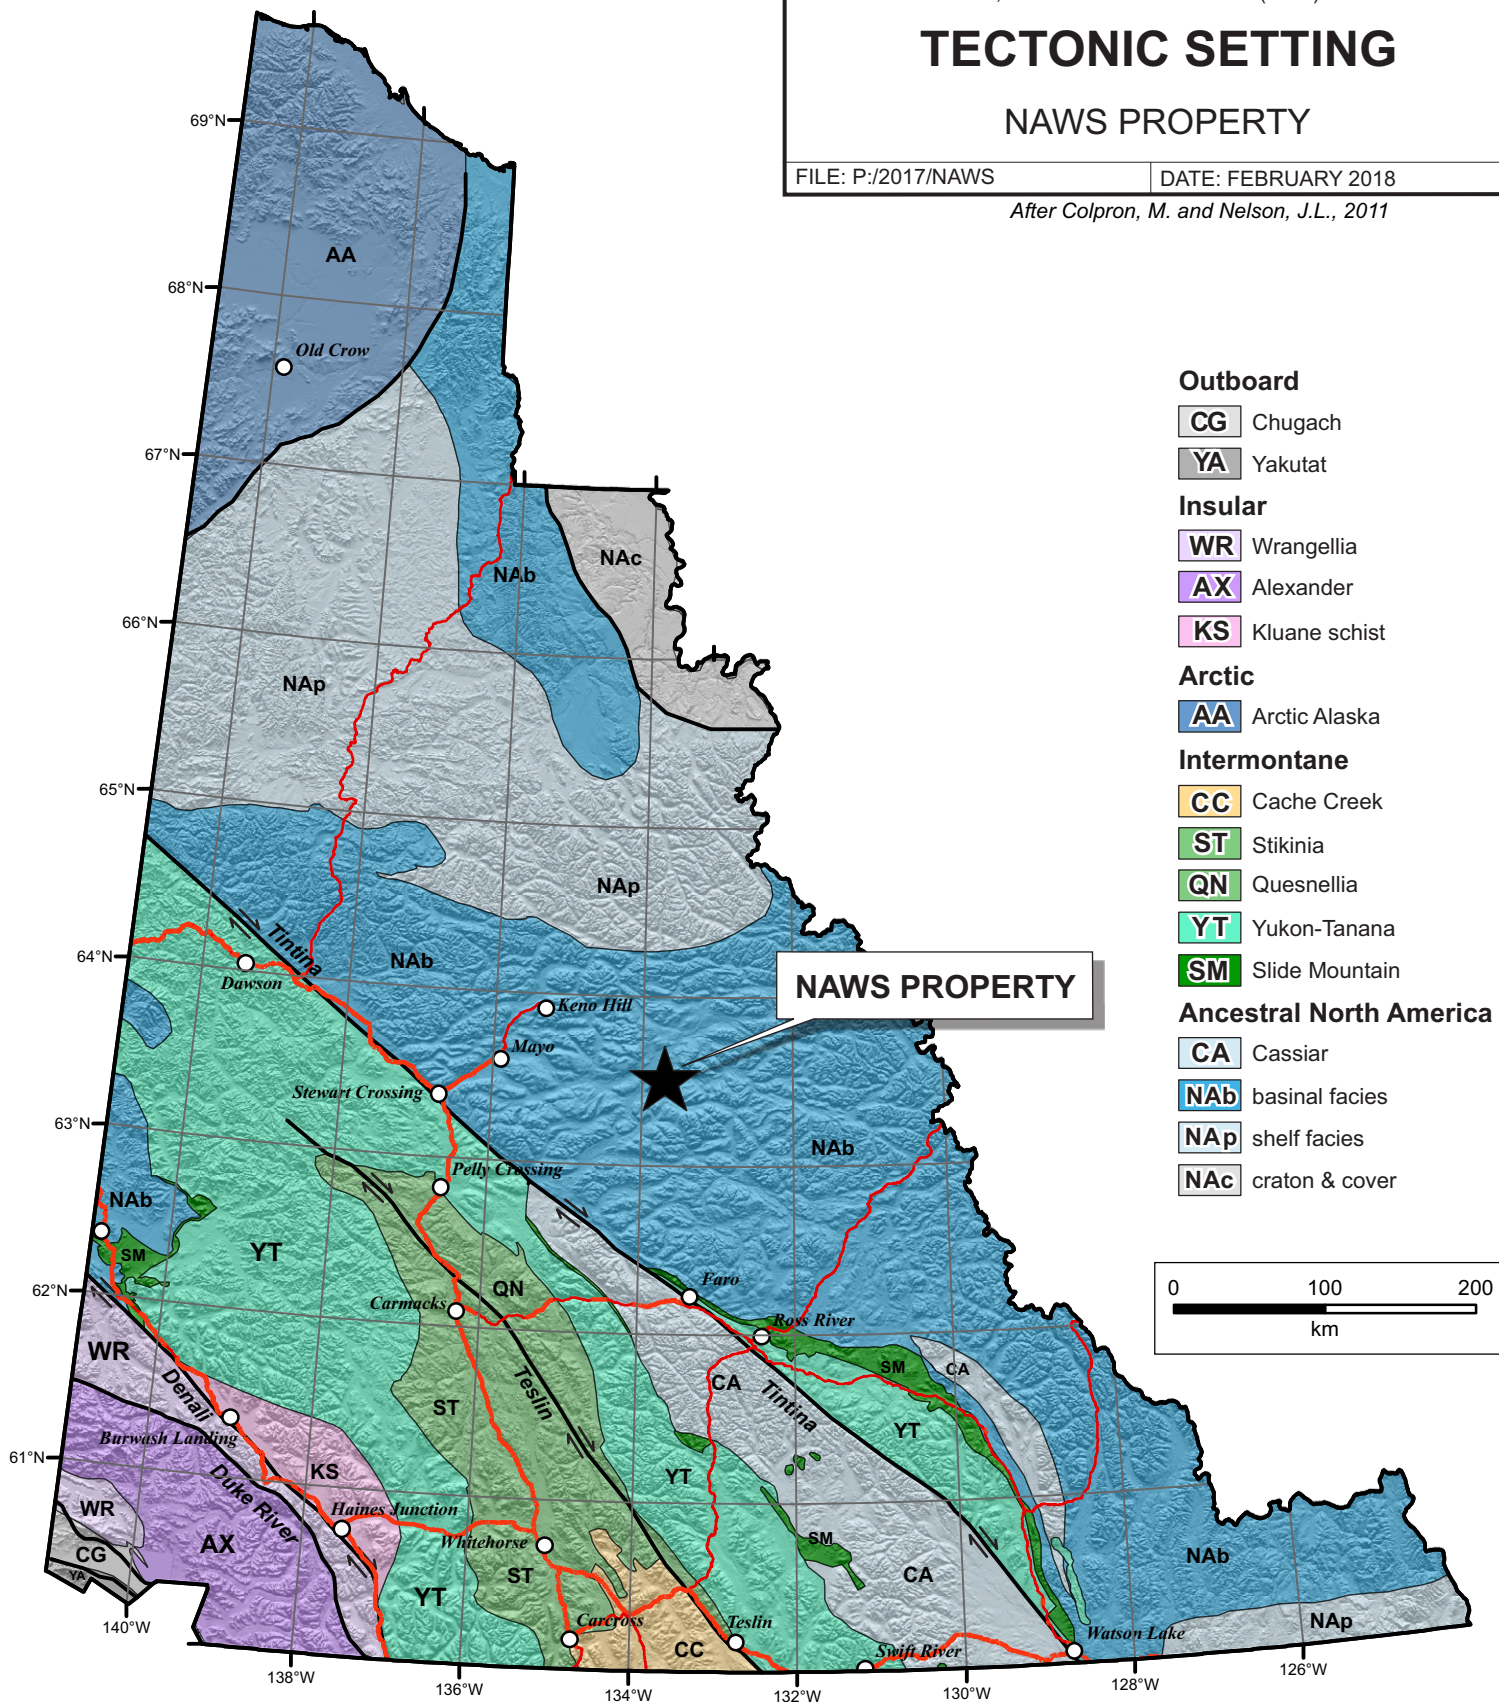 TECTONIC SETTING
NAWS PROPERTY
FILE: P:/2017/NAWS
DATE: FEBRUARY 2018
After Colpron, M. and Nelson, J.L., 2011
69°N
68°N
67°N
66°N
65°N
64°N
63°N
62°N
61°N
140°W
138°W
136°W
134°W
132°W
130°W
128°W
126°W
AA
Old Crow
NAc
NAb
NAp
NAp
NAb
Tintina
Dawson
Keno Hill
Mayo
Stewart Crossing
NAWS PROPERTY
NAb
Pelly Crossing
NAb
SM
YT
QN
Carmacks
Faro
Ross River
WR
Denali
Burwash Landing
KS
Duke River
Haines Junction
WR
AX
CG
YA
ST
Teslin
CA
Tintina
SM
CA
YT
YT
SM
Whitehorse
ST
YT
Carcross
CC
Teslin
CA
Swift River
Watson Lake
NAb
NAp
Outboard
CG Chugach
YA Yakutat
Insular
WR Wrangellia
AX Alexander
KS Kluane schist
Arctic
AA Arctic Alaska
Intermontane
CC Cache Creek
ST Stikinia
QN Quesnellia
YT Yukon-Tanana
SM Slide Mountain
Ancestral North America
CA Cassiar
NAb basinal facies
NAp shelf facies
NAc craton & cover
0 100 200
km